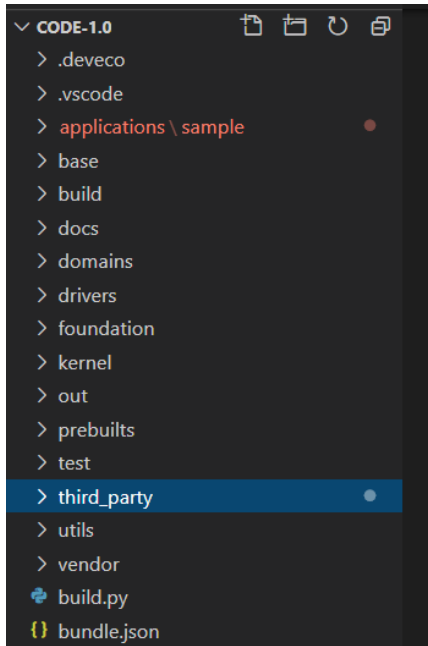 CODE-1.0
.deveco
.vscode
applications \ sample
base
build
docs
domains
drivers
foundation
kernel
out
prebuilts
test
third_party
utils
vendor
build.py
bundle.json